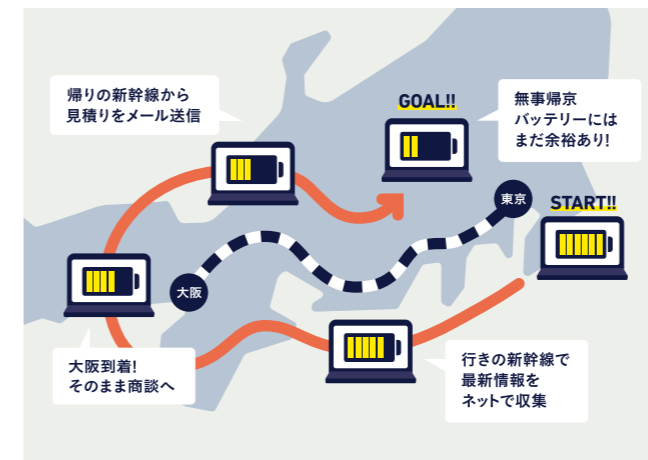 帰りの新幹線から
見積りをメール送信
GOAL!!
無事帰京
バッテリーには
まだ余裕あり!
東京
START!!
大阪
大阪到着!
そのまま商談へ
行きの新幹線で
最新情報を
ネットで収集